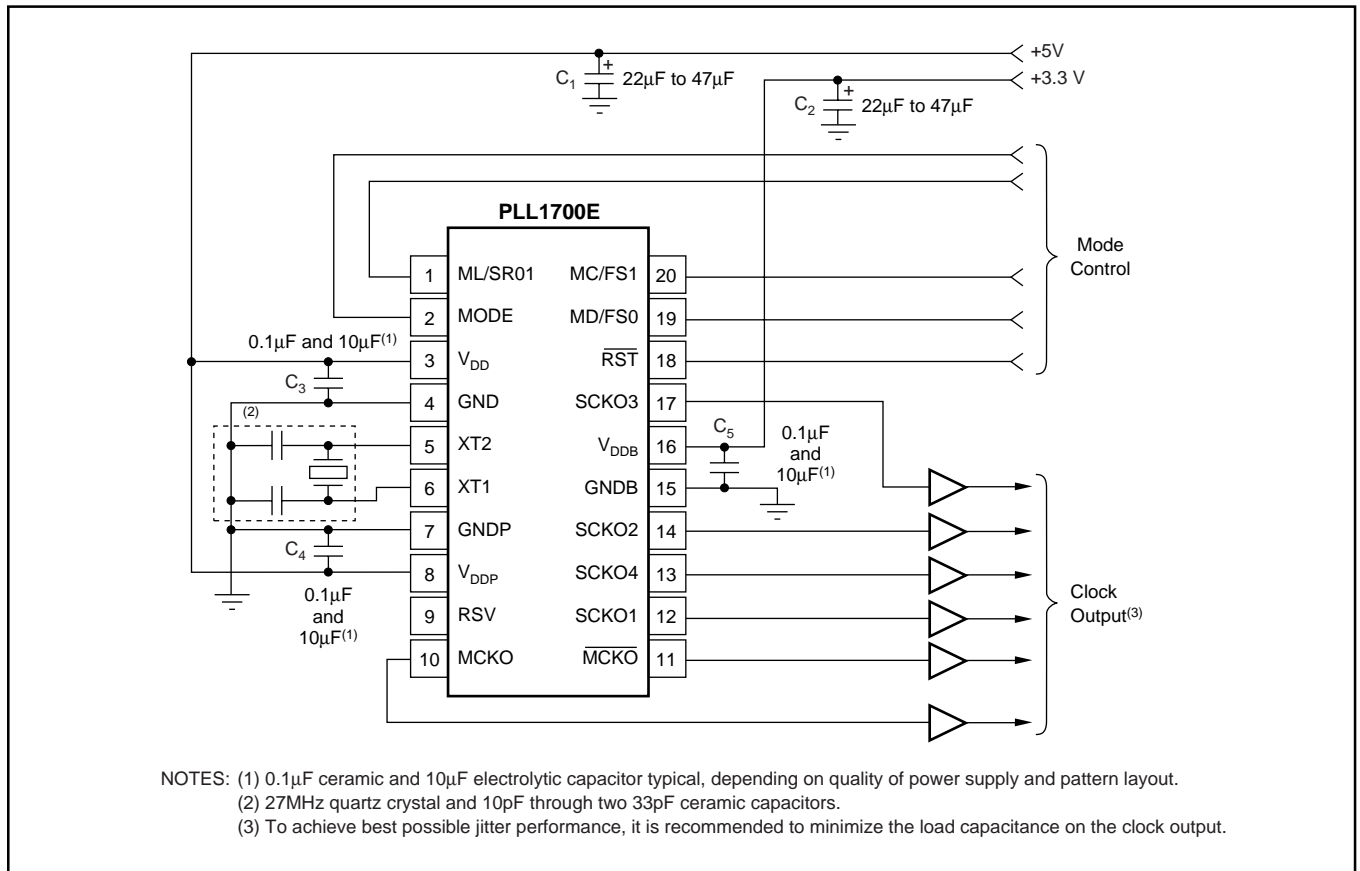 +5V
C1 + 22µF to 47µF
+3.3 V
C2 + 22µF to 47µF
PLL1700E
Mode
Control
1 ML/SR01 MC/FS1 20
2 MODE MD/FS0 19
0.1µF and 10µF(1)
3 VDD RST 18
C3
4 GND SCKO3 17
(2)
C5
0.1µF
and
10µF(1)
5 XT2 VDDB 16
6 XT1 GNDB 15
7 GNDP SCKO2 14
C4
8 VDDP SCKO4 13
0.1µF
and
10µF(1)
9 RSV SCKO1 12
10 MCKO MCKO 11
Clock
Output(3)
NOTES: (1) 0.1µF ceramic and 10µF electrolytic capacitor typical, depending on quality of power supply and pattern layout.
(2) 27MHz quartz crystal and 10pF through two 33pF ceramic capacitors.
(3) To achieve best possible jitter performance, it is recommended to minimize the load capacitance on the clock output.